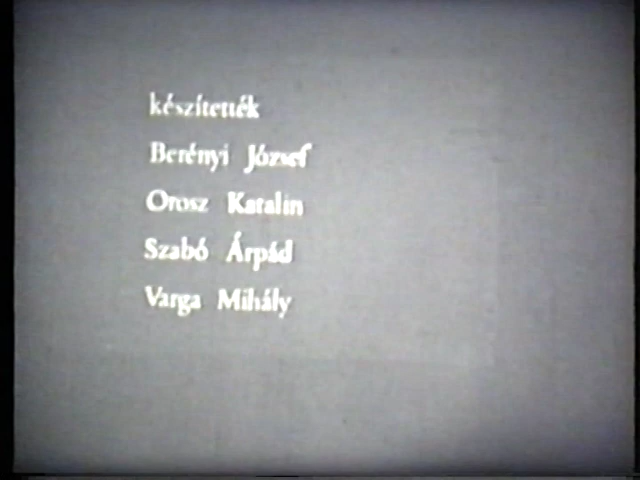 készítették
Berényi József
Orosz Katalin
Szabó Árpád
Varga Mihály